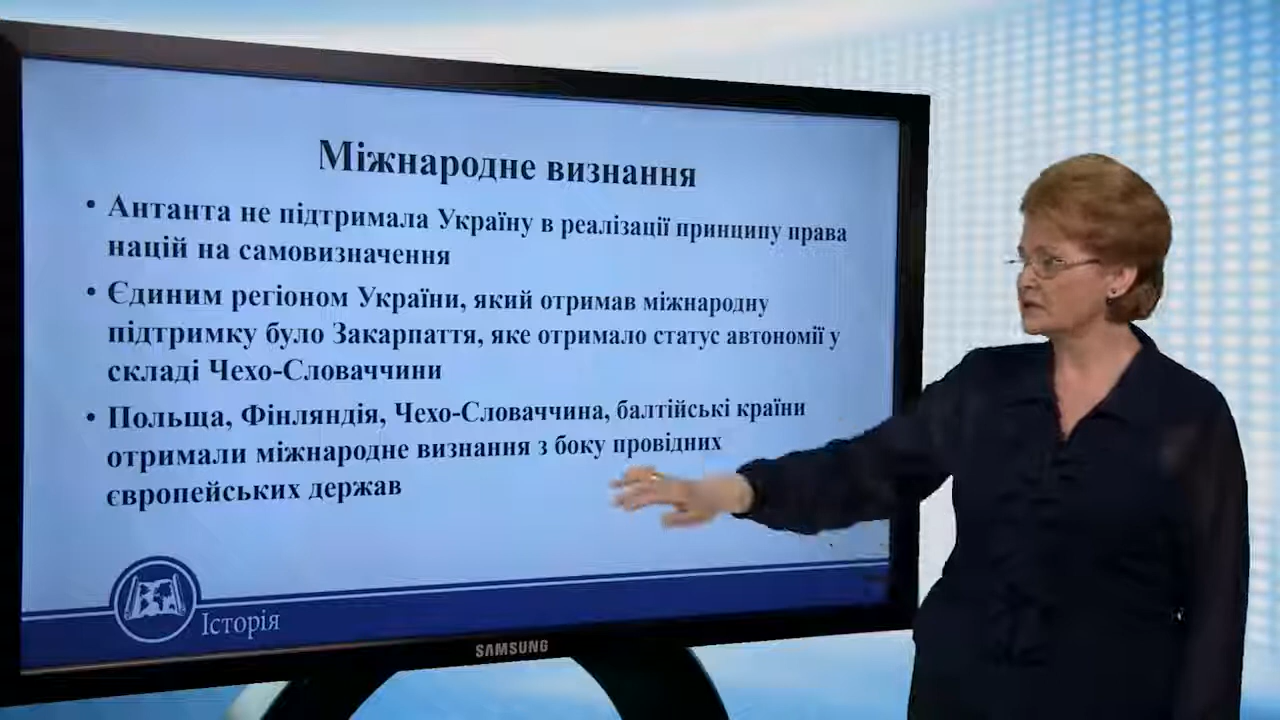 Міжнародне визнання
• Антанта не підтримала Україну в реалізації принципу права
націй на самовизначення
• Єдиним регіоном України, який отримав міжнародну
підтримку було Закарпаття, яке отримало статус автономії у
складі Чехо-Словаччини
• Польща, Фінляндія, Чехо-Словаччина, балтійські країни
отримали міжнародне визнання з боку провідних
європейських держав
Історія
SAMSUNG